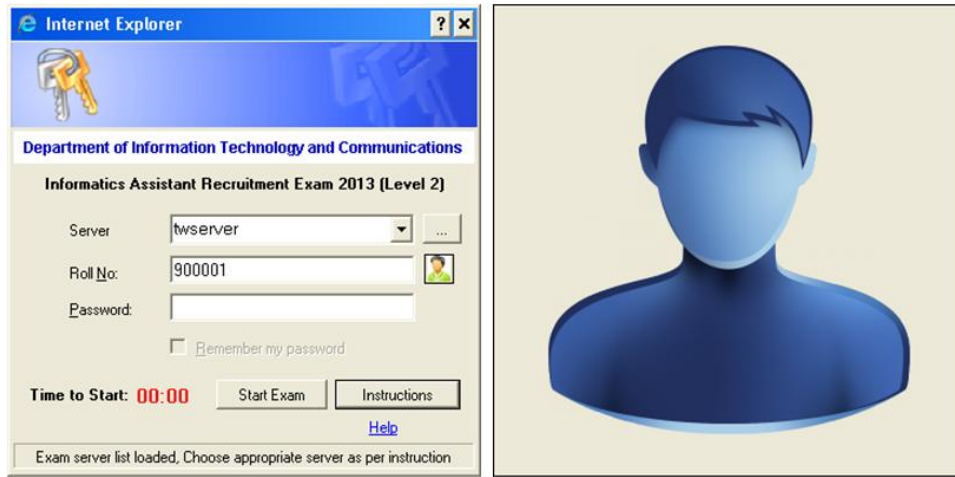 Internet Explorer
Department of Information Technology and Communications
Informatics Assistant Recruitment Exam 2013 (Level 2)
Server twserver ...
Roll No: 900001
Password:
Remember my password
Time to Start: 00:00 Start Exam Instructions
Help
Exam server list loaded, Choose appropriate server as per instruction